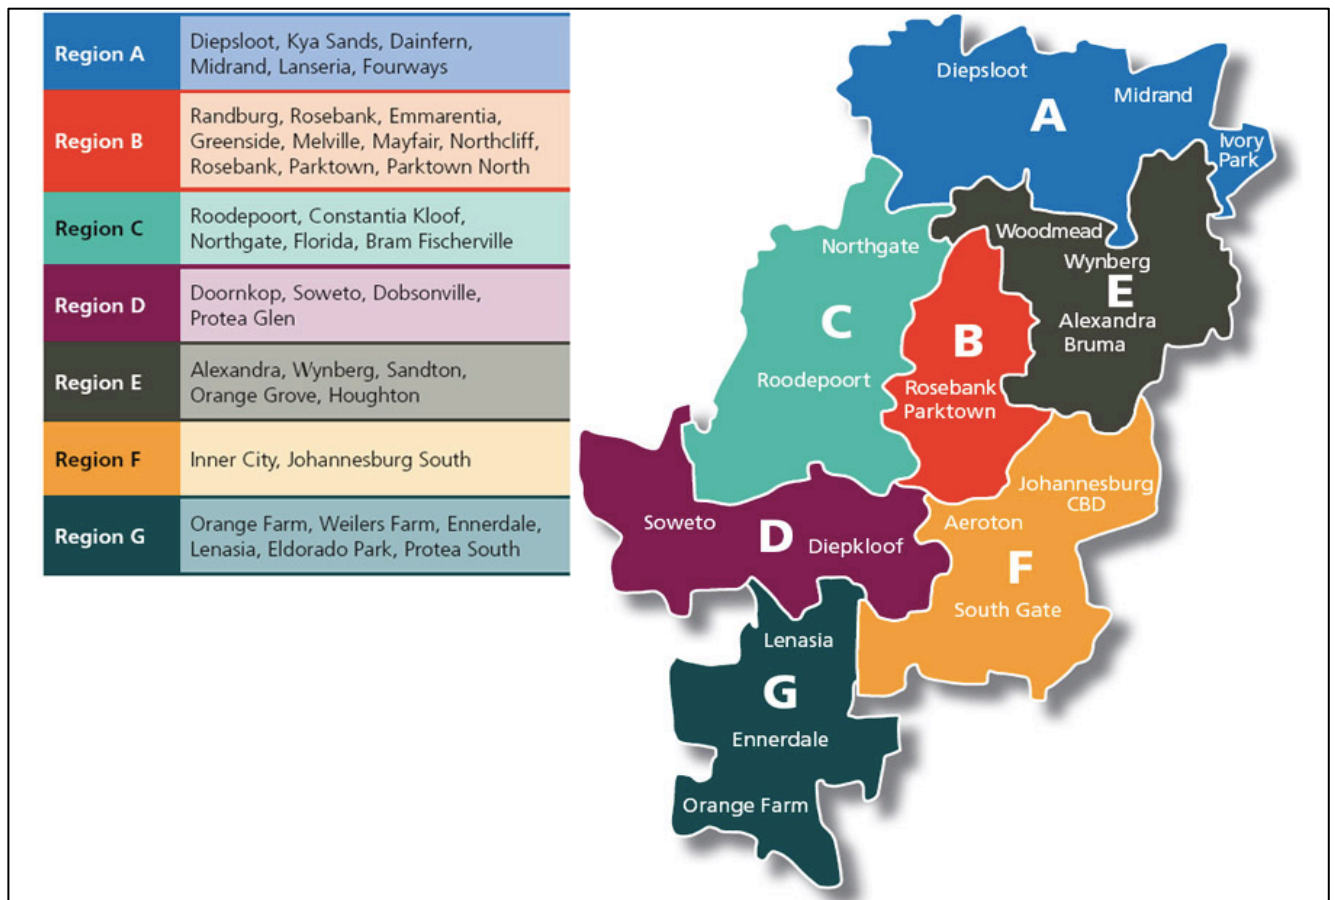 Region A
Diepsloot, Kya Sands, Dainfern,
Midrand, Lanseria, Fourways
Region B
Randburg, Rosebank, Emmarentia,
Greenside, Melville, Mayfair, Northcliff,
Rosebank, Parktown, Parktown North
Region C
Roodepoort, Constantia Kloof,
Northgate, Florida, Bram Fischerville
Region D
Doornkop, Soweto, Dobsonville,
Protea Glen
Region E
Alexandra, Wynberg, Sandton,
Orange Grove, Houghton
Region F
Inner City, Johannesburg South
Region G
Orange Farm, Weilers Farm, Ennerdale,
Lenasia, Eldorado Park, Protea South
Diepsloot
Midrand
A
Ivory
Park
Woodmead
Northgate
Wynberg
E
C
Alexandra
B
Bruma
Roodepoort
Rosebank
Parktown
Johannesburg
CBD
Soweto
Aeroton
D
Diepkloof
F
South Gate
Lenasia
G
Ennerdale
Orange Farm